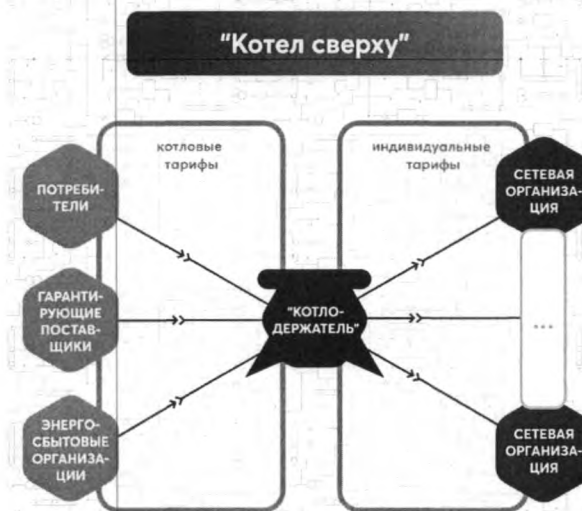 "Котел сверху"
котловые
тарифы
индивидуальные
тарифы
ПОТРЕБИ-
ТЕЛИ
СЕТЕВАЯ
ОРГАНИЗА-
ЦИЯ
ГАРАНТИ-
РУЮЩИЕ
ПОСТАВ-
ЩИКИ
"КОТЛО-
ДЕРЖАТЕЛЬ"
...
ЭНЕРГО-
СБЫТОВЫЕ
ОРГАНИЗА-
ЦИИ
СЕТЕВАЯ
ОРГАНИЗА-
ЦИЯ